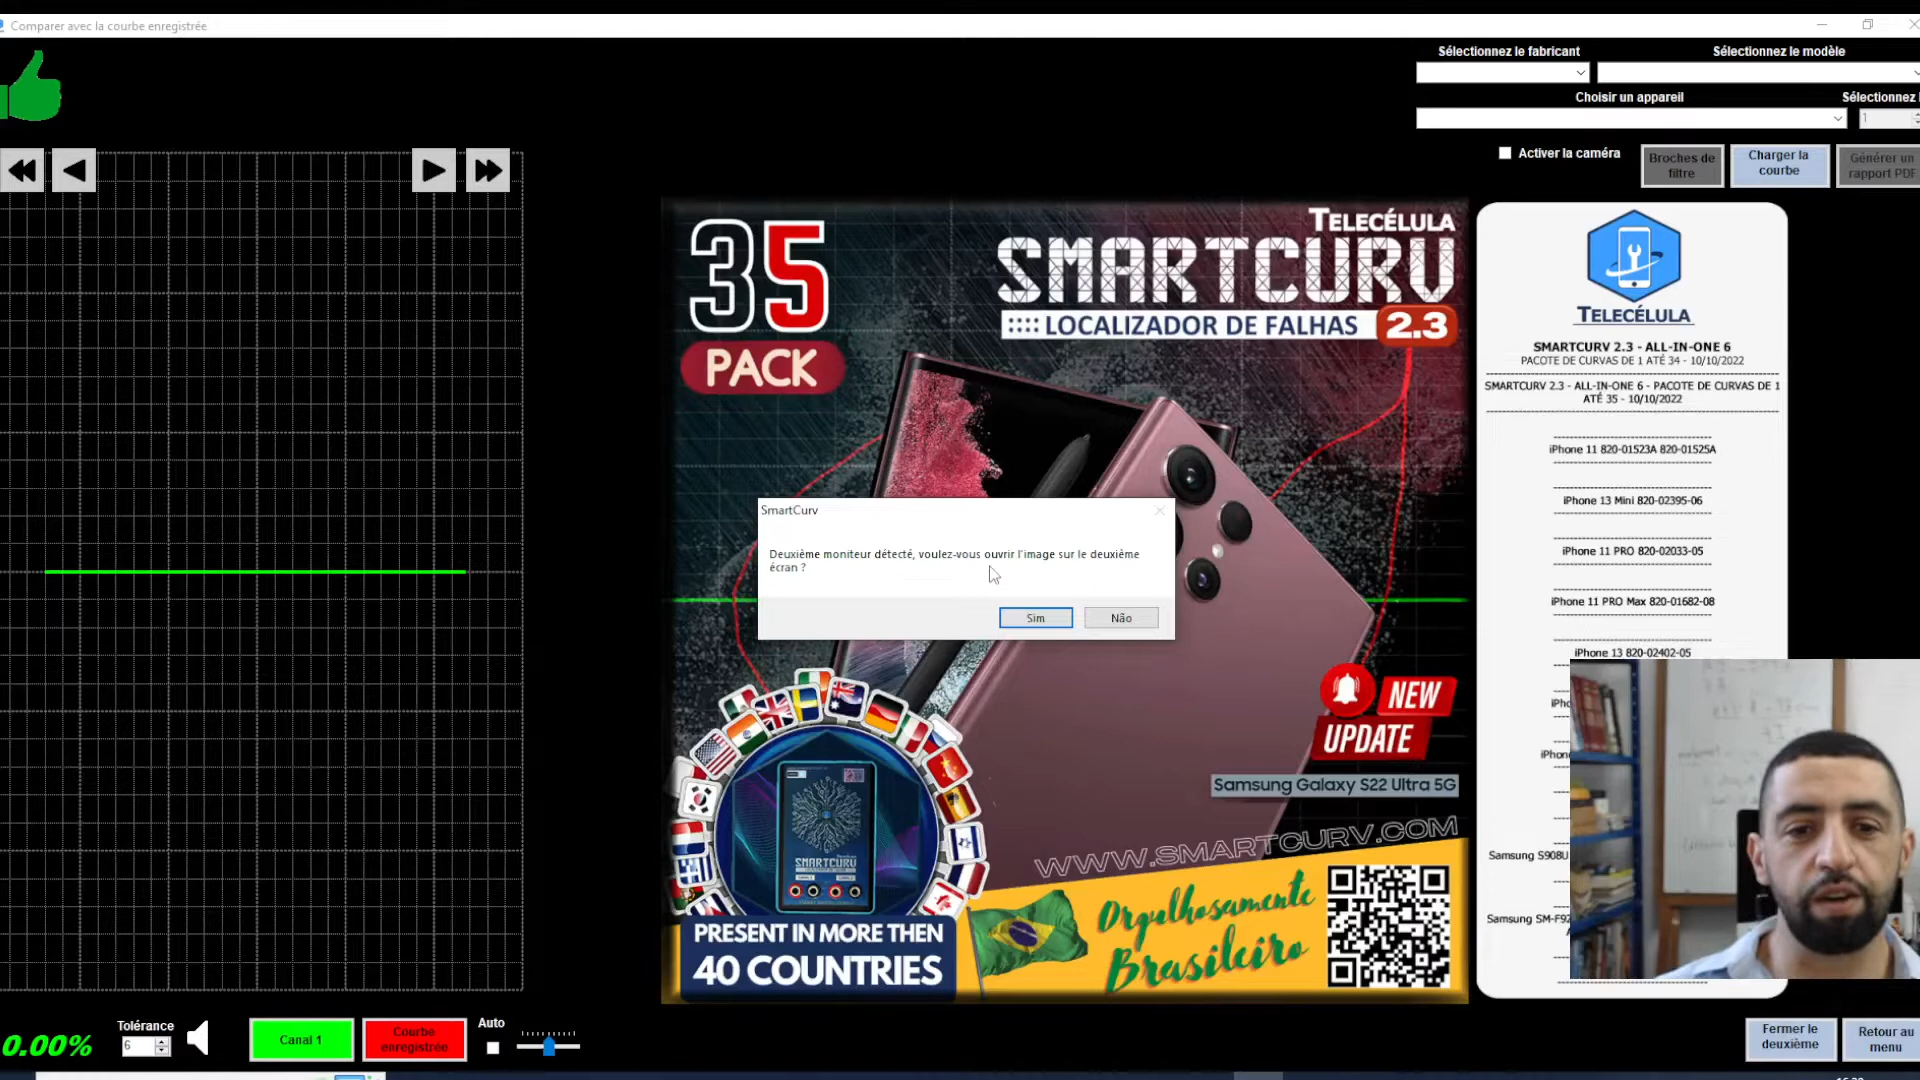 Comparer avec la courbe enregistrée
Sélectionnez le fabricant
Sélectionnez le modèle
Choisir un appareil
Sélectionnez
1
Activer la caméra
Broches de
filtre
Charger la
courbe
Générer un
rapport PDF
35
PACK
TELECÉLULA
SMARTCURV
LOCALIZADOR DE FALHAS 2.3
TELECÉLULA
SMARTCURV 2.3 - ALL-IN-ONE 6
PACOTE DE CURVAS DE 1 ATÉ 34 - 10/10/2022
SMARTCURV 2.3 - ALL-IN-ONE 6 - PACOTE DE CURVAS DE 1
ATÉ 35 - 10/10/2022
iPhone 11 820-01523A 820-01525A
iPhone 13 Mini 820-02395-06
iPhone 11 PRO 820-02033-05
iPhone 11 PRO Max 820-01682-08
iPhone 13 820-02402-05
Samsung S908U
Samsung SM-F92
SmartCurv
Deuxième moniteur détecté, voulez-vous ouvrir l'image sur le deuxième
écran ?
Sim
Não
NEW
UPDATE
Samsung Galaxy S22 Ultra 5G
WWW.SMARTCURV.COM
SMARTCURV
Orgulhosamente
Brasileiro
PRESENT IN MORE THEN
40 COUNTRIES
0.00%
Tolérance
6
Canal 1
Courbe
enregistrée
Auto
Fermer le
deuxième
Retour au
menu